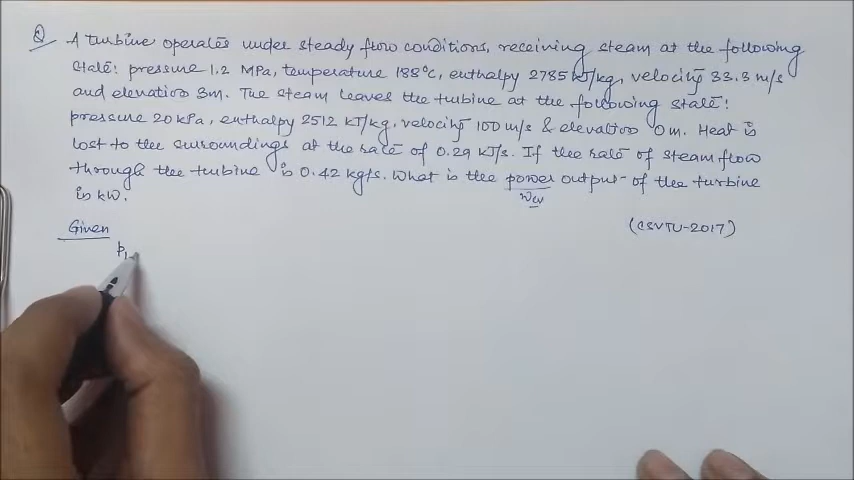 Q A turbine operates under steady flow conditions, receiving steam at the following
state: pressure 1.2 MPa, temperature 188°C, enthalpy 2785 kJ/kg, velocity 33.3 m/s
and elevation 3m. The steam leaves the turbine at the following state:
pressure 20 kPa, enthalpy 2512 kJ/kg, velocity 100 m/s & elevation 0 m. Heat is
lost to the surroundings at the rate of 0.29 kJ/s. If the rate of steam flow
through the turbine is 0.42 kg/s. What is the power output of the turbine
in kW.
Ẇcv
(CSVTU-2017)
Given
p1